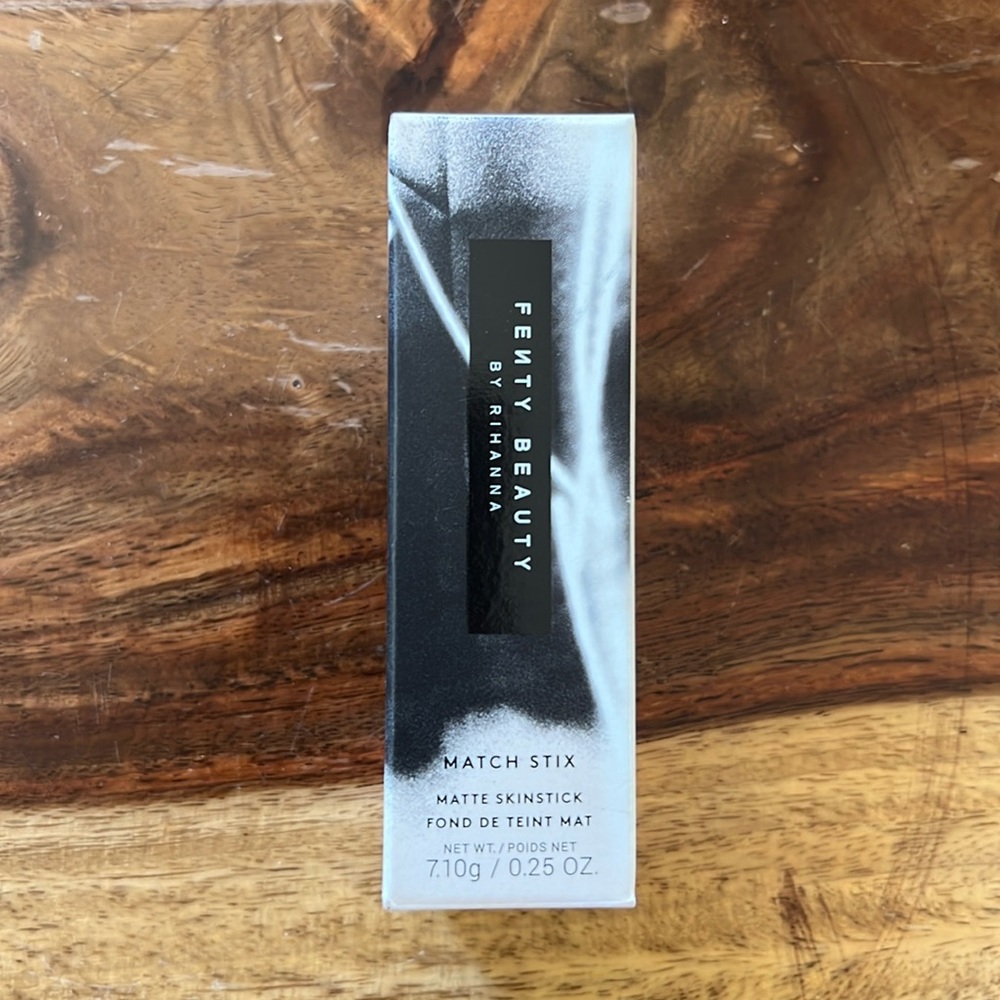 FEИTY BEAUTY
BY RIHANNA
MATCH STIX
MATTE SKINSTICK
FOND DE TEINT MAT
NET WT. / POIDS NET
7.10g / 0.25 OZ.